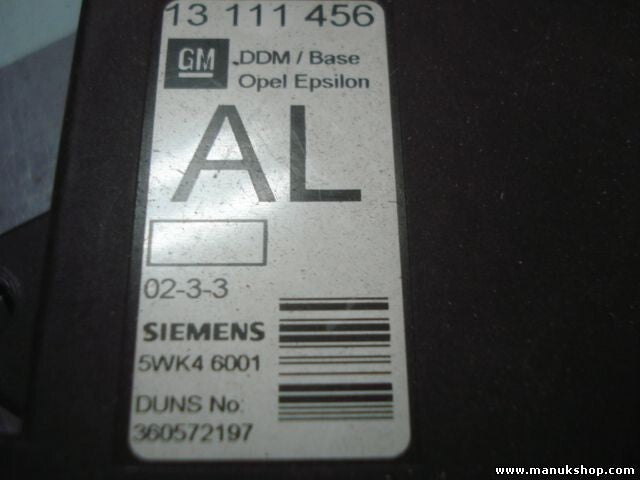 13 111 456
GM
DDM / Base
Opel Epsilon
AL
02-3-3
SIEMENS
5WK4 6001
DUNS No:
360572197
www.manukshop.com